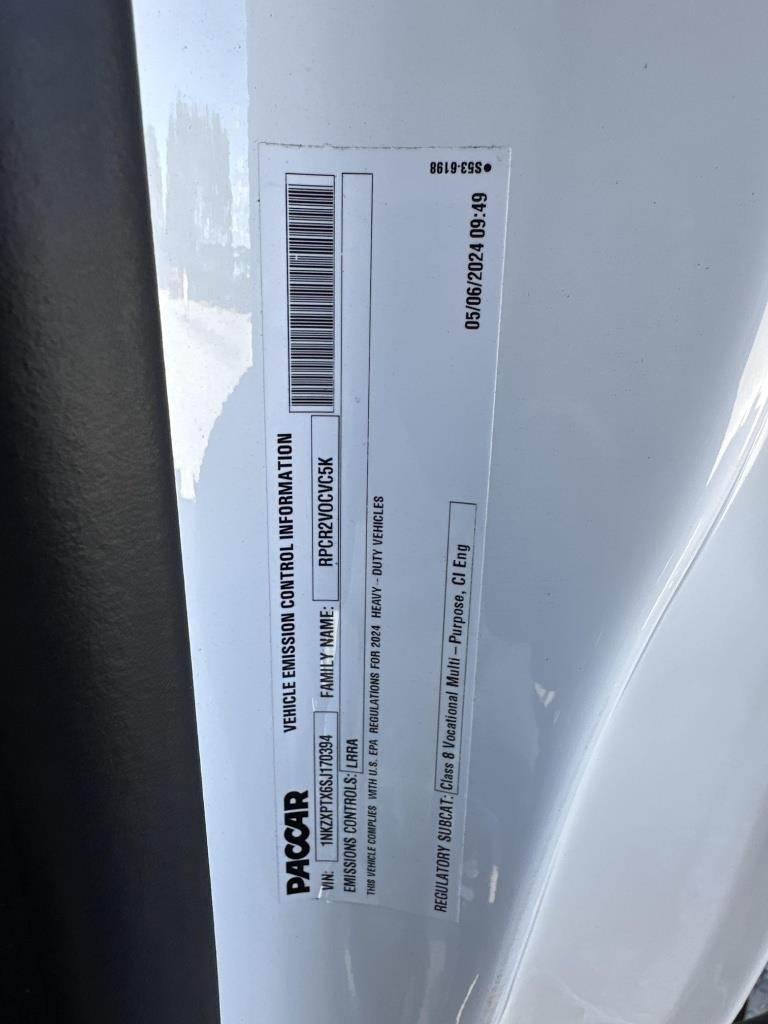 S53-6198
PACCAR VEHICLE EMISSION CONTROL INFORMATION
VIN: 1NKZXPTX6SJ170394 FAMILY NAME: RPCR2VOCVC5K
EMISSIONS CONTROLS: LRRA
THIS VEHICLE COMPLIES WITH U.S. EPA REGULATIONS FOR 2024 HEAVY-DUTY VEHICLES
REGULATORY SUBCAT: Class 8 Vocational Multi-Purpose, CI Eng
05/06/2024 09:49